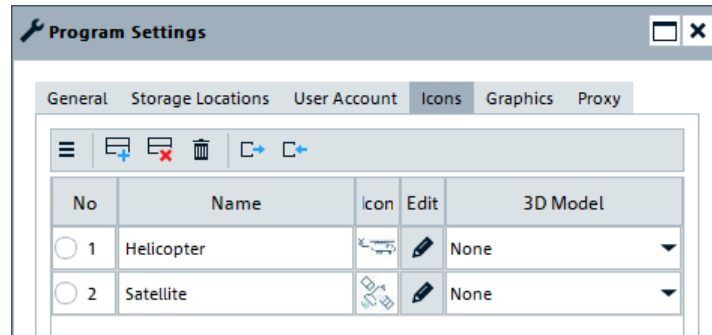 Program Settings
General Storage Locations User Account Icons Graphics Proxy
No Name Icon Edit 3D Model
1 Helicopter None
2 Satellite None